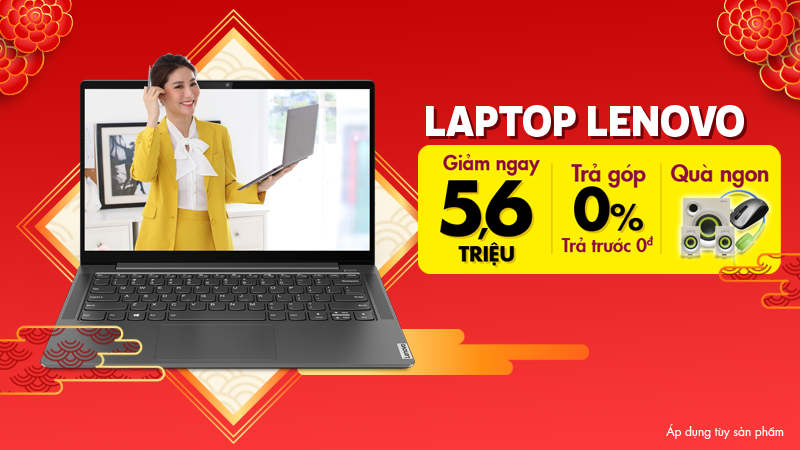 LAPTOP LENOVO
Giảm ngay
5,6
TRIỆU
Trả góp
0%
Trả trước 0đ
Quà ngon
Lenovo
Áp dụng tùy sản phẩm